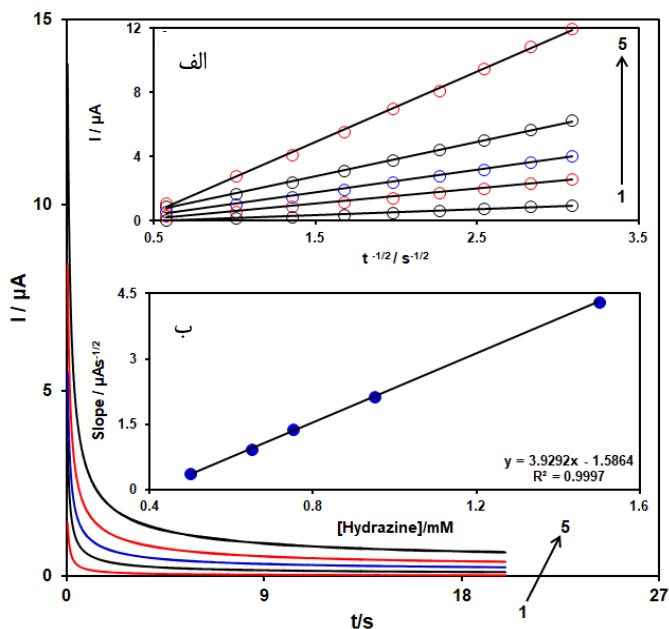 15
10
5
0
I / μA
0
9
18
27
t/s
1
5
الف
12
8
4
0
I / μA
0.5
1.5
2.5
3.5
t -1/2 / s-1/2
5
1
ب
4.5
3
1.5
0
Slope / μAs-1/2
0.4
0.8
1.2
1.6
[Hydrazine]/mM
y = 3.9292x - 1.5864
R² = 0.9997